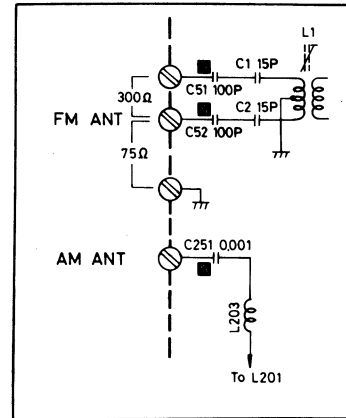 L1
C1 15P
300Ω
C51 100P
FM ANT
C2 15P
C52 100P
75Ω
C251 0,001
AM ANT
L203
To L201